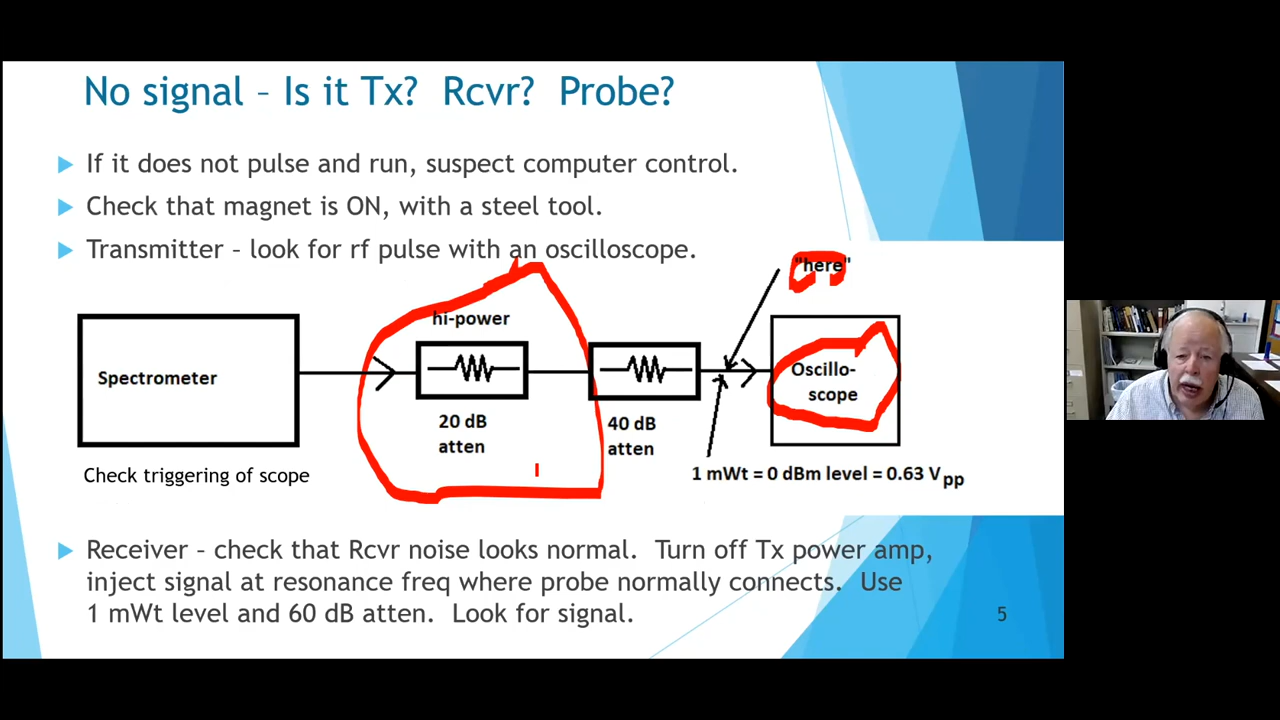 No signal – Is it Tx?  Rcvr?  Probe?
If it does not pulse and run, suspect computer control.
Check that magnet is ON, with a steel tool.
Transmitter – look for rf pulse with an oscilloscope.
"here"
hi-power
Spectrometer
Oscillo-
scope
20 dB
atten
40 dB
atten
1 mWt = 0 dBm level = 0.63 Vpp
Check triggering of scope
Receiver – check that Rcvr noise looks normal.  Turn off Tx power amp,
inject signal at resonance freq where probe normally connects.  Use
1 mWt level and 60 dB atten.  Look for signal.
5